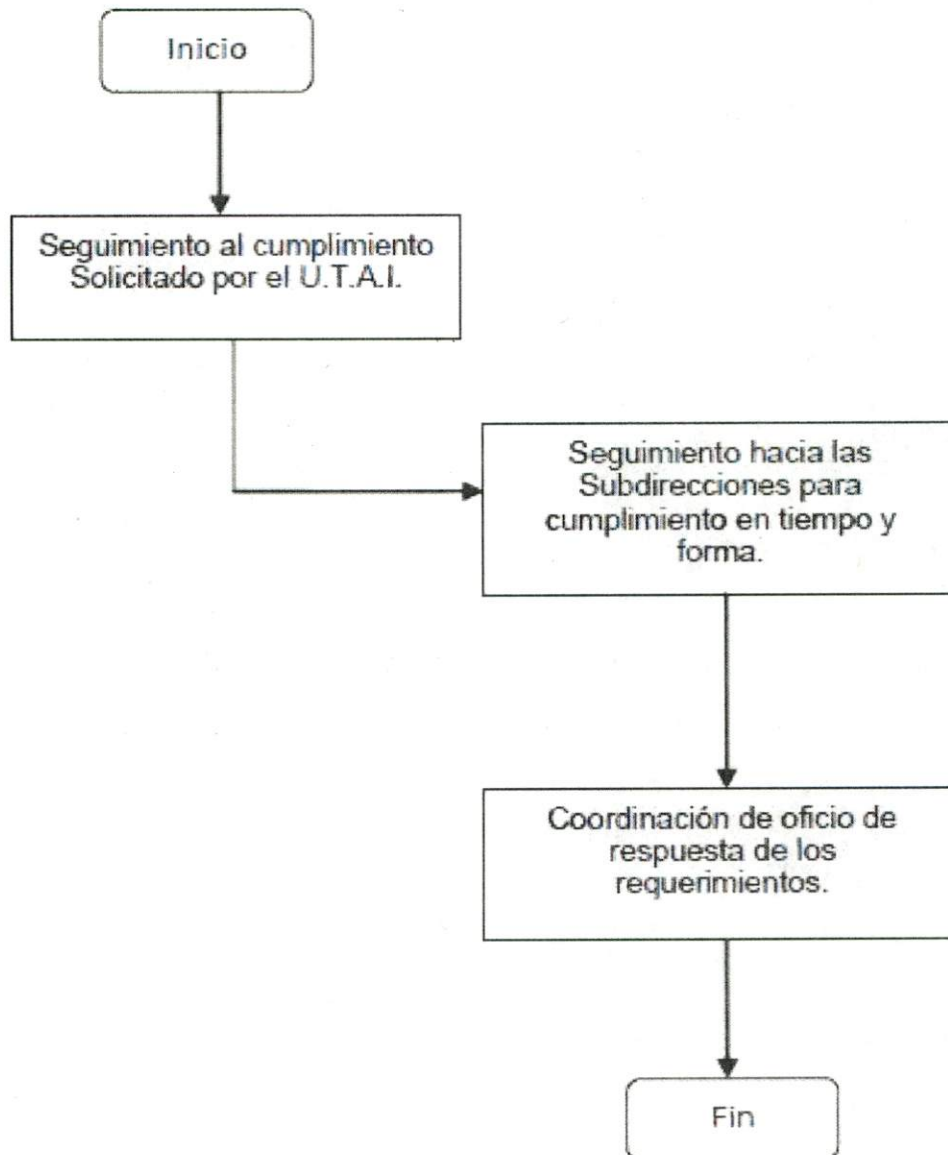 Inicio
Seguimiento al cumplimiento
Solicitado por el U.T.A.I.
Seguimiento hacia las
Subdirecciones para
cumplimiento en tiempo y
forma.
Coordinación de oficio de
respuesta de los
requerimientos.
Fin